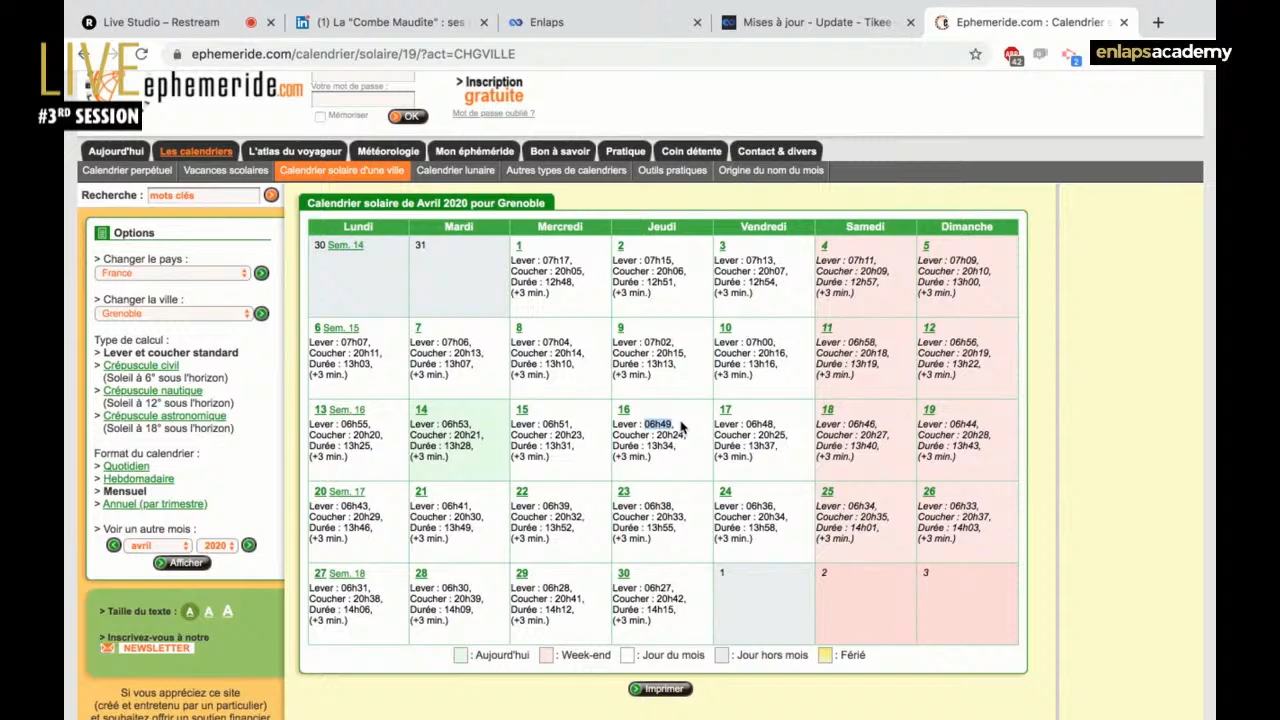 Live Studio – Restream
(1) La "Combe Maudite" : ses
Enlaps
Mises à jour - Update - Tikee
Ephemeride.com : Calendrier s
ephemeride.com/calendrier/solaire/19/?act=CHGVILLE
42
2
enlapsacademy
LIVE
#3RD SESSION
ephemeride.com
Votre mot de passe :
Mémoriser
OK
> Inscription
gratuite
Mot de passe oublié ?
Aujourd'hui
Les calendriers
L'atlas du voyageur
Météorologie
Mon éphéméride
Bon à savoir
Pratique
Coin détente
Contact & divers
Calendrier perpétuel
Vacances scolaires
Calendrier solaire d'une ville
Calendrier lunaire
Autres types de calendriers
Outils pratiques
Origine du nom du mois
Recherche : mots clés
Options
> Changer le pays :
France
> Changer la ville :
Grenoble
Type de calcul :
> Lever et coucher standard
> Crépuscule civil
(Soleil à 6° sous l'horizon)
> Crépuscule nautique
(Soleil à 12° sous l'horizon)
> Crépuscule astronomique
(Soleil à 18° sous l'horizon)
Format du calendrier :
> Quotidien
> Hebdomadaire
> Mensuel
> Annuel (par trimestre)
> Voir un autre mois :
avril 2020
Afficher
> Taille du texte : A A A
> Inscrivez-vous à notre
NEWSLETTER
Si vous appréciez ce site
(créé et entretenu par un particulier)
et souhaitez offrir un soutien financier
Calendrier solaire de Avril 2020 pour Grenoble
Lundi Mardi Mercredi Jeudi Vendredi Samedi Dimanche
30 Sem. 14 31 1 2 3 4 5
Lever : 07h17, Lever : 07h15, Lever : 07h13, Lever : 07h11, Lever : 07h09,
Coucher : 20h05, Coucher : 20h06, Coucher : 20h07, Coucher : 20h09, Coucher : 20h10,
Durée : 12h48, Durée : 12h51, Durée : 12h54, Durée : 12h57, Durée : 13h00,
(+3 min.) (+3 min.) (+3 min.) (+3 min.) (+3 min.)
6 Sem. 15 7 8 9 10 11 12
Lever : 07h07, Lever : 07h06, Lever : 07h04, Lever : 07h02, Lever : 07h00, Lever : 06h58, Lever : 06h56,
Coucher : 20h11, Coucher : 20h13, Coucher : 20h14, Coucher : 20h15, Coucher : 20h16, Coucher : 20h18, Coucher : 20h19,
Durée : 13h03, Durée : 13h07, Durée : 13h10, Durée : 13h13, Durée : 13h16, Durée : 13h19, Durée : 13h22,
(+3 min.) (+3 min.) (+3 min.) (+3 min.) (+3 min.) (+3 min.) (+3 min.)
13 Sem. 16 14 15 16 17 18 19
Lever : 06h55, Lever : 06h53, Lever : 06h51, Lever : 06h49, Lever : 06h48, Lever : 06h46, Lever : 06h44,
Coucher : 20h20, Coucher : 20h21, Coucher : 20h23, Coucher : 20h24, Coucher : 20h25, Coucher : 20h27, Coucher : 20h28,
Durée : 13h25, Durée : 13h28, Durée : 13h31, Durée : 13h34, Durée : 13h37, Durée : 13h40, Durée : 13h43,
(+3 min.) (+3 min.) (+3 min.) (+3 min.) (+3 min.) (+3 min.) (+3 min.)
20 Sem. 17 21 22 23 24 25 26
Lever : 06h43, Lever : 06h41, Lever : 06h39, Lever : 06h38, Lever : 06h36, Lever : 06h34, Lever : 06h33,
Coucher : 20h29, Coucher : 20h30, Coucher : 20h32, Coucher : 20h33, Coucher : 20h34, Coucher : 20h35, Coucher : 20h37,
Durée : 13h46, Durée : 13h49, Durée : 13h52, Durée : 13h55, Durée : 13h58, Durée : 14h01, Durée : 14h03,
(+3 min.) (+3 min.) (+3 min.) (+3 min.) (+3 min.) (+3 min.) (+3 min.)
27 Sem. 18 28 29 30 1 2 3
Lever : 06h31, Lever : 06h30, Lever : 06h28, Lever : 06h27,
Coucher : 20h38, Coucher : 20h39, Coucher : 20h41, Coucher : 20h42,
Durée : 14h06, Durée : 14h09, Durée : 14h12, Durée : 14h15,
(+3 min.) (+3 min.) (+3 min.) (+3 min.)
: Aujourd'hui : Week-end : Jour du mois : Jour hors mois : Férié
Imprimer